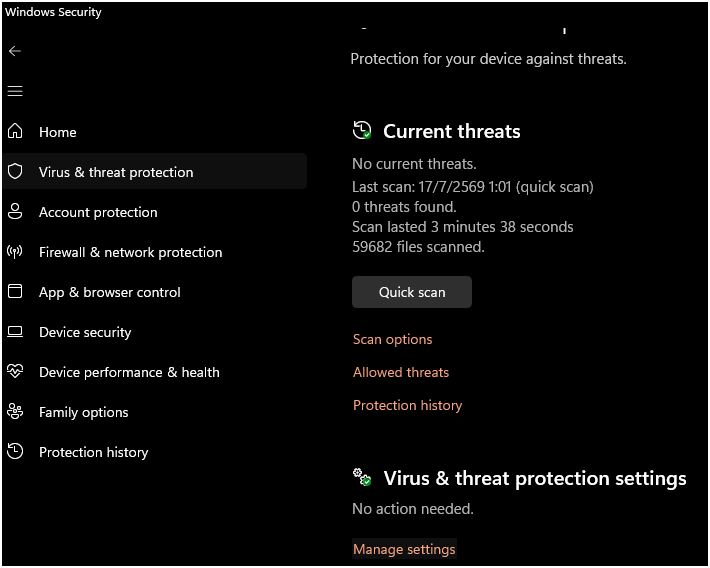 Windows Security
Home
Virus & threat protection
Account protection
Firewall & network protection
App & browser control
Device security
Device performance & health
Family options
Protection history
Protection for your device against threats.
Current threats
No current threats.
Last scan: 17/7/2569 1:01 (quick scan)
0 threats found.
Scan lasted 3 minutes 38 seconds
59682 files scanned.
Quick scan
Scan options
Allowed threats
Protection history
Virus & threat protection settings
No action needed.
Manage settings